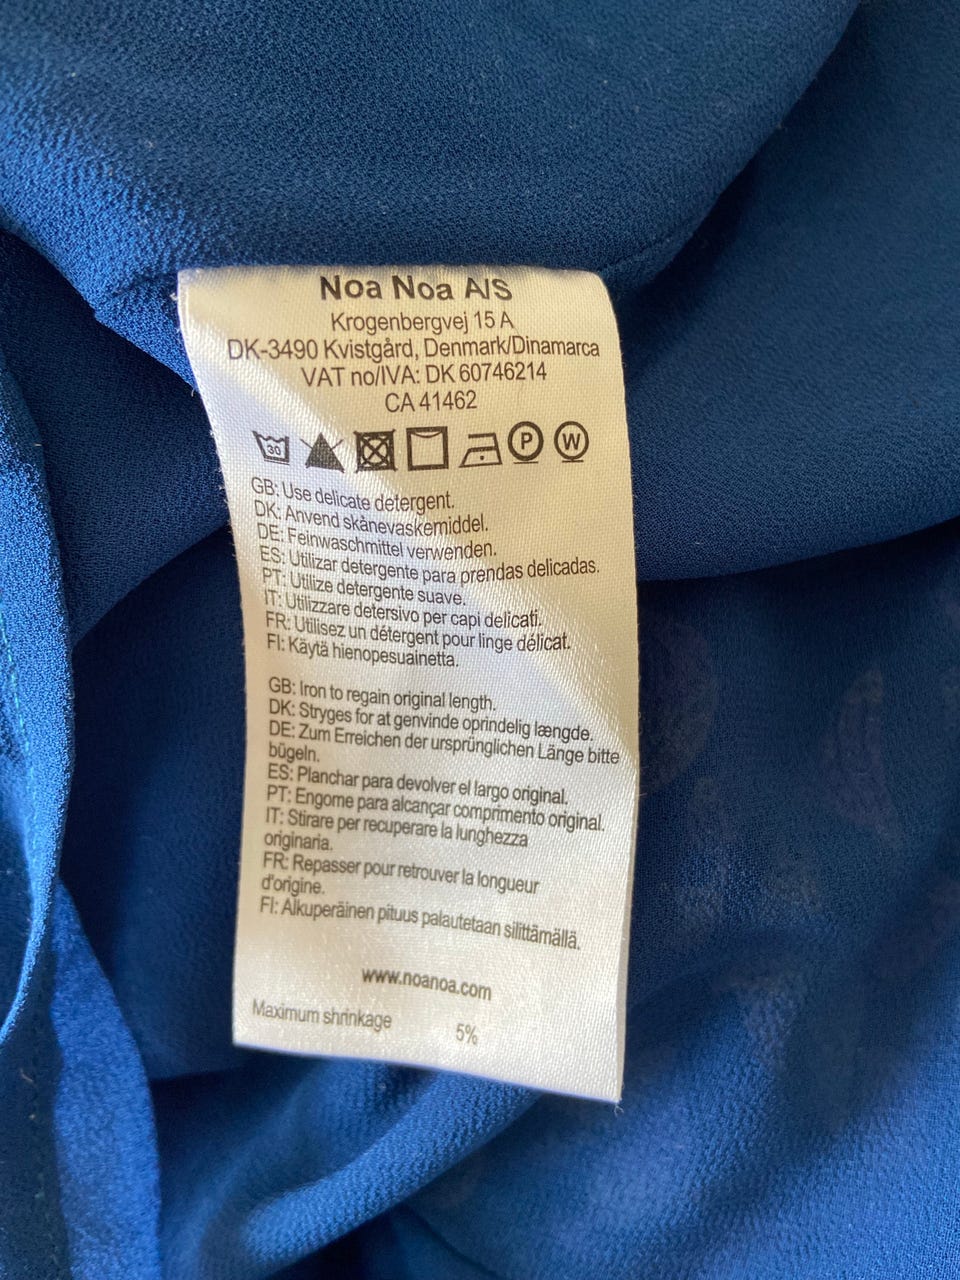 Noa Noa A/S
Krogenbergvej 15 A
DK-3490 Kvistgård, Denmark/Dinamarca
VAT no/IVA: DK 60746214
CA 41462
30 P W
GB: Use delicate detergent.
DK: Anvend skånevaskemiddel.
DE: Feinwaschmittel verwenden.
ES: Utilizar detergente para prendas delicadas.
PT: Utilize detergente suave.
IT: Utilizzare detersivo per capi delicati.
FR: Utilisez un détergent pour linge délicat.
FI: Käytä hienopesuainetta.
GB: Iron to regain original length.
DK: Stryges for at genvinde oprindelig længde.
DE: Zum Erreichen der ursprünglichen Länge bitte
bügeln.
ES: Planchar para devolver el largo original.
PT: Engome para alcançar comprimento original.
IT: Stirare per recuperare la lunghezza
originaria.
FR: Repasser pour retrouver la longueur
d'origine.
FI: Alkuperäinen pituus palautetaan silittämällä.
www.noanoa.com
Maximum shrinkage 5%